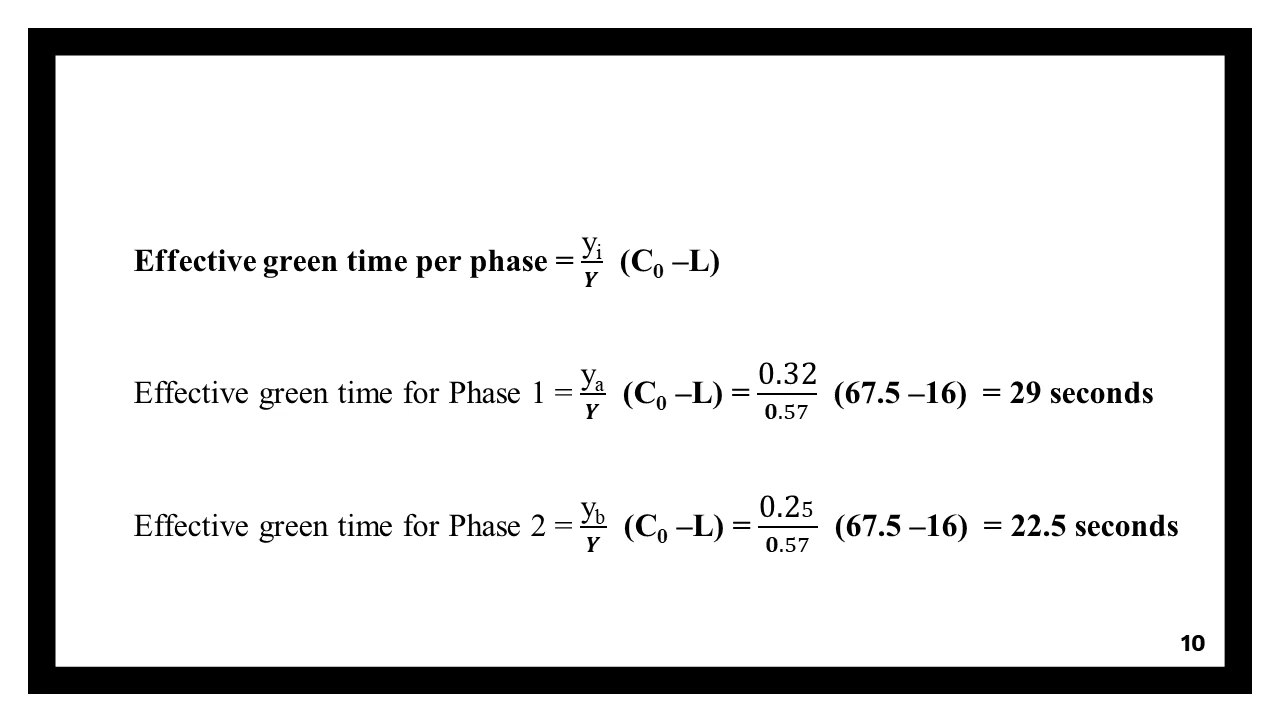 Effective green time per phase = yᵢ/Y (C₀ –L)
Effective green time for Phase 1 = yₐ/Y (C₀ –L) = 0.32/0.57 (67.5 –16) = 29 seconds
Effective green time for Phase 2 = y_b/Y (C₀ –L) = 0.25/0.57 (67.5 –16) = 22.5 seconds
10